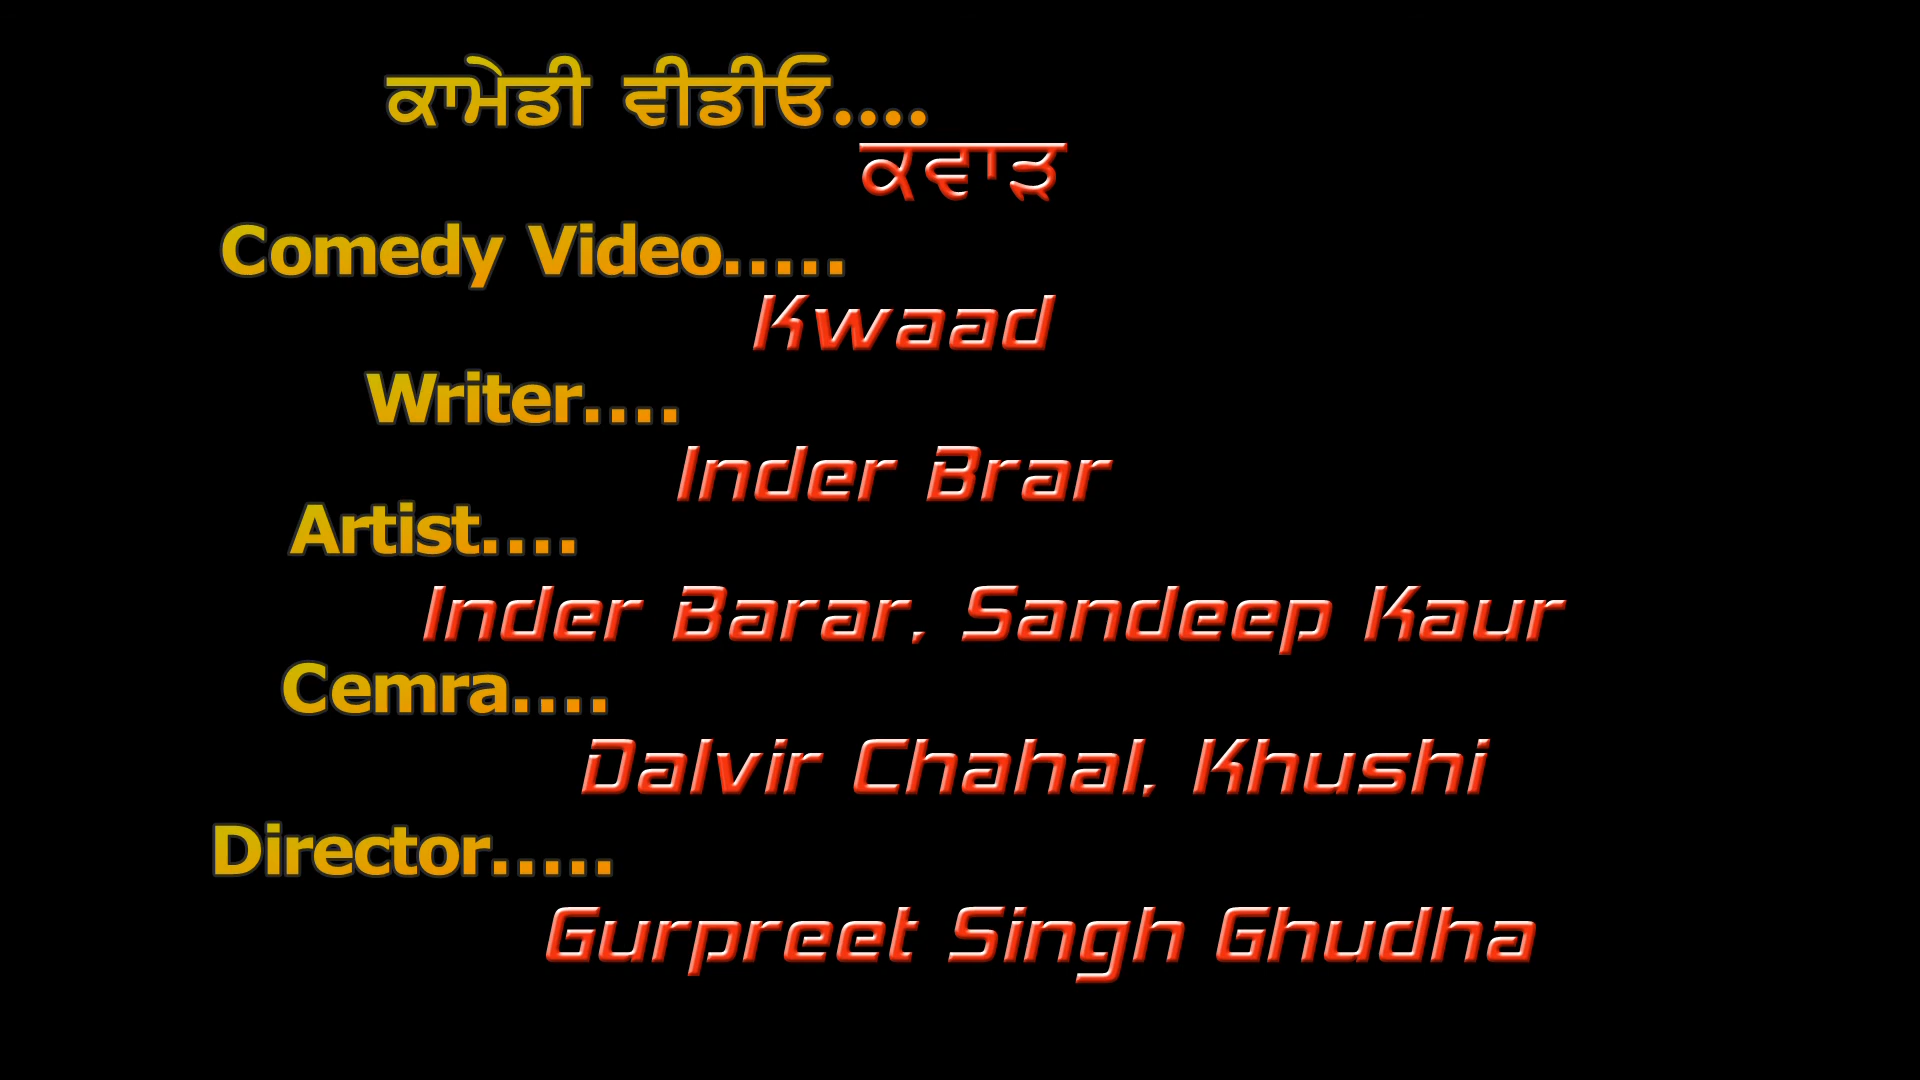 ਕਾਮੇਡੀ ਵੀਡੀਓ....
ਕਵਾੜ
Comedy Video.....
Kwaad
Writer....
Inder Brar
Artist....
Inder Barar, Sandeep Kaur
Cemra....
Dalvir Chahal, Khushi
Director.....
Gurpreet Singh Ghudha